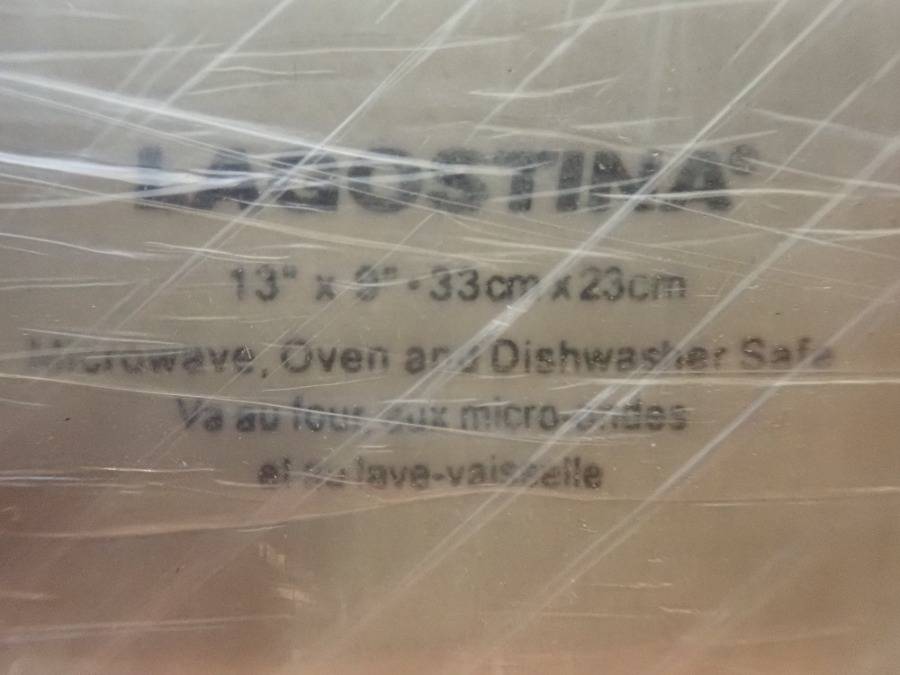 LAGOSTINA®
13" x 9" • 33cm x 23cm
Microwave, Oven and Dishwasher Safe
Va au four, aux micro-ondes
et au lave-vaisselle